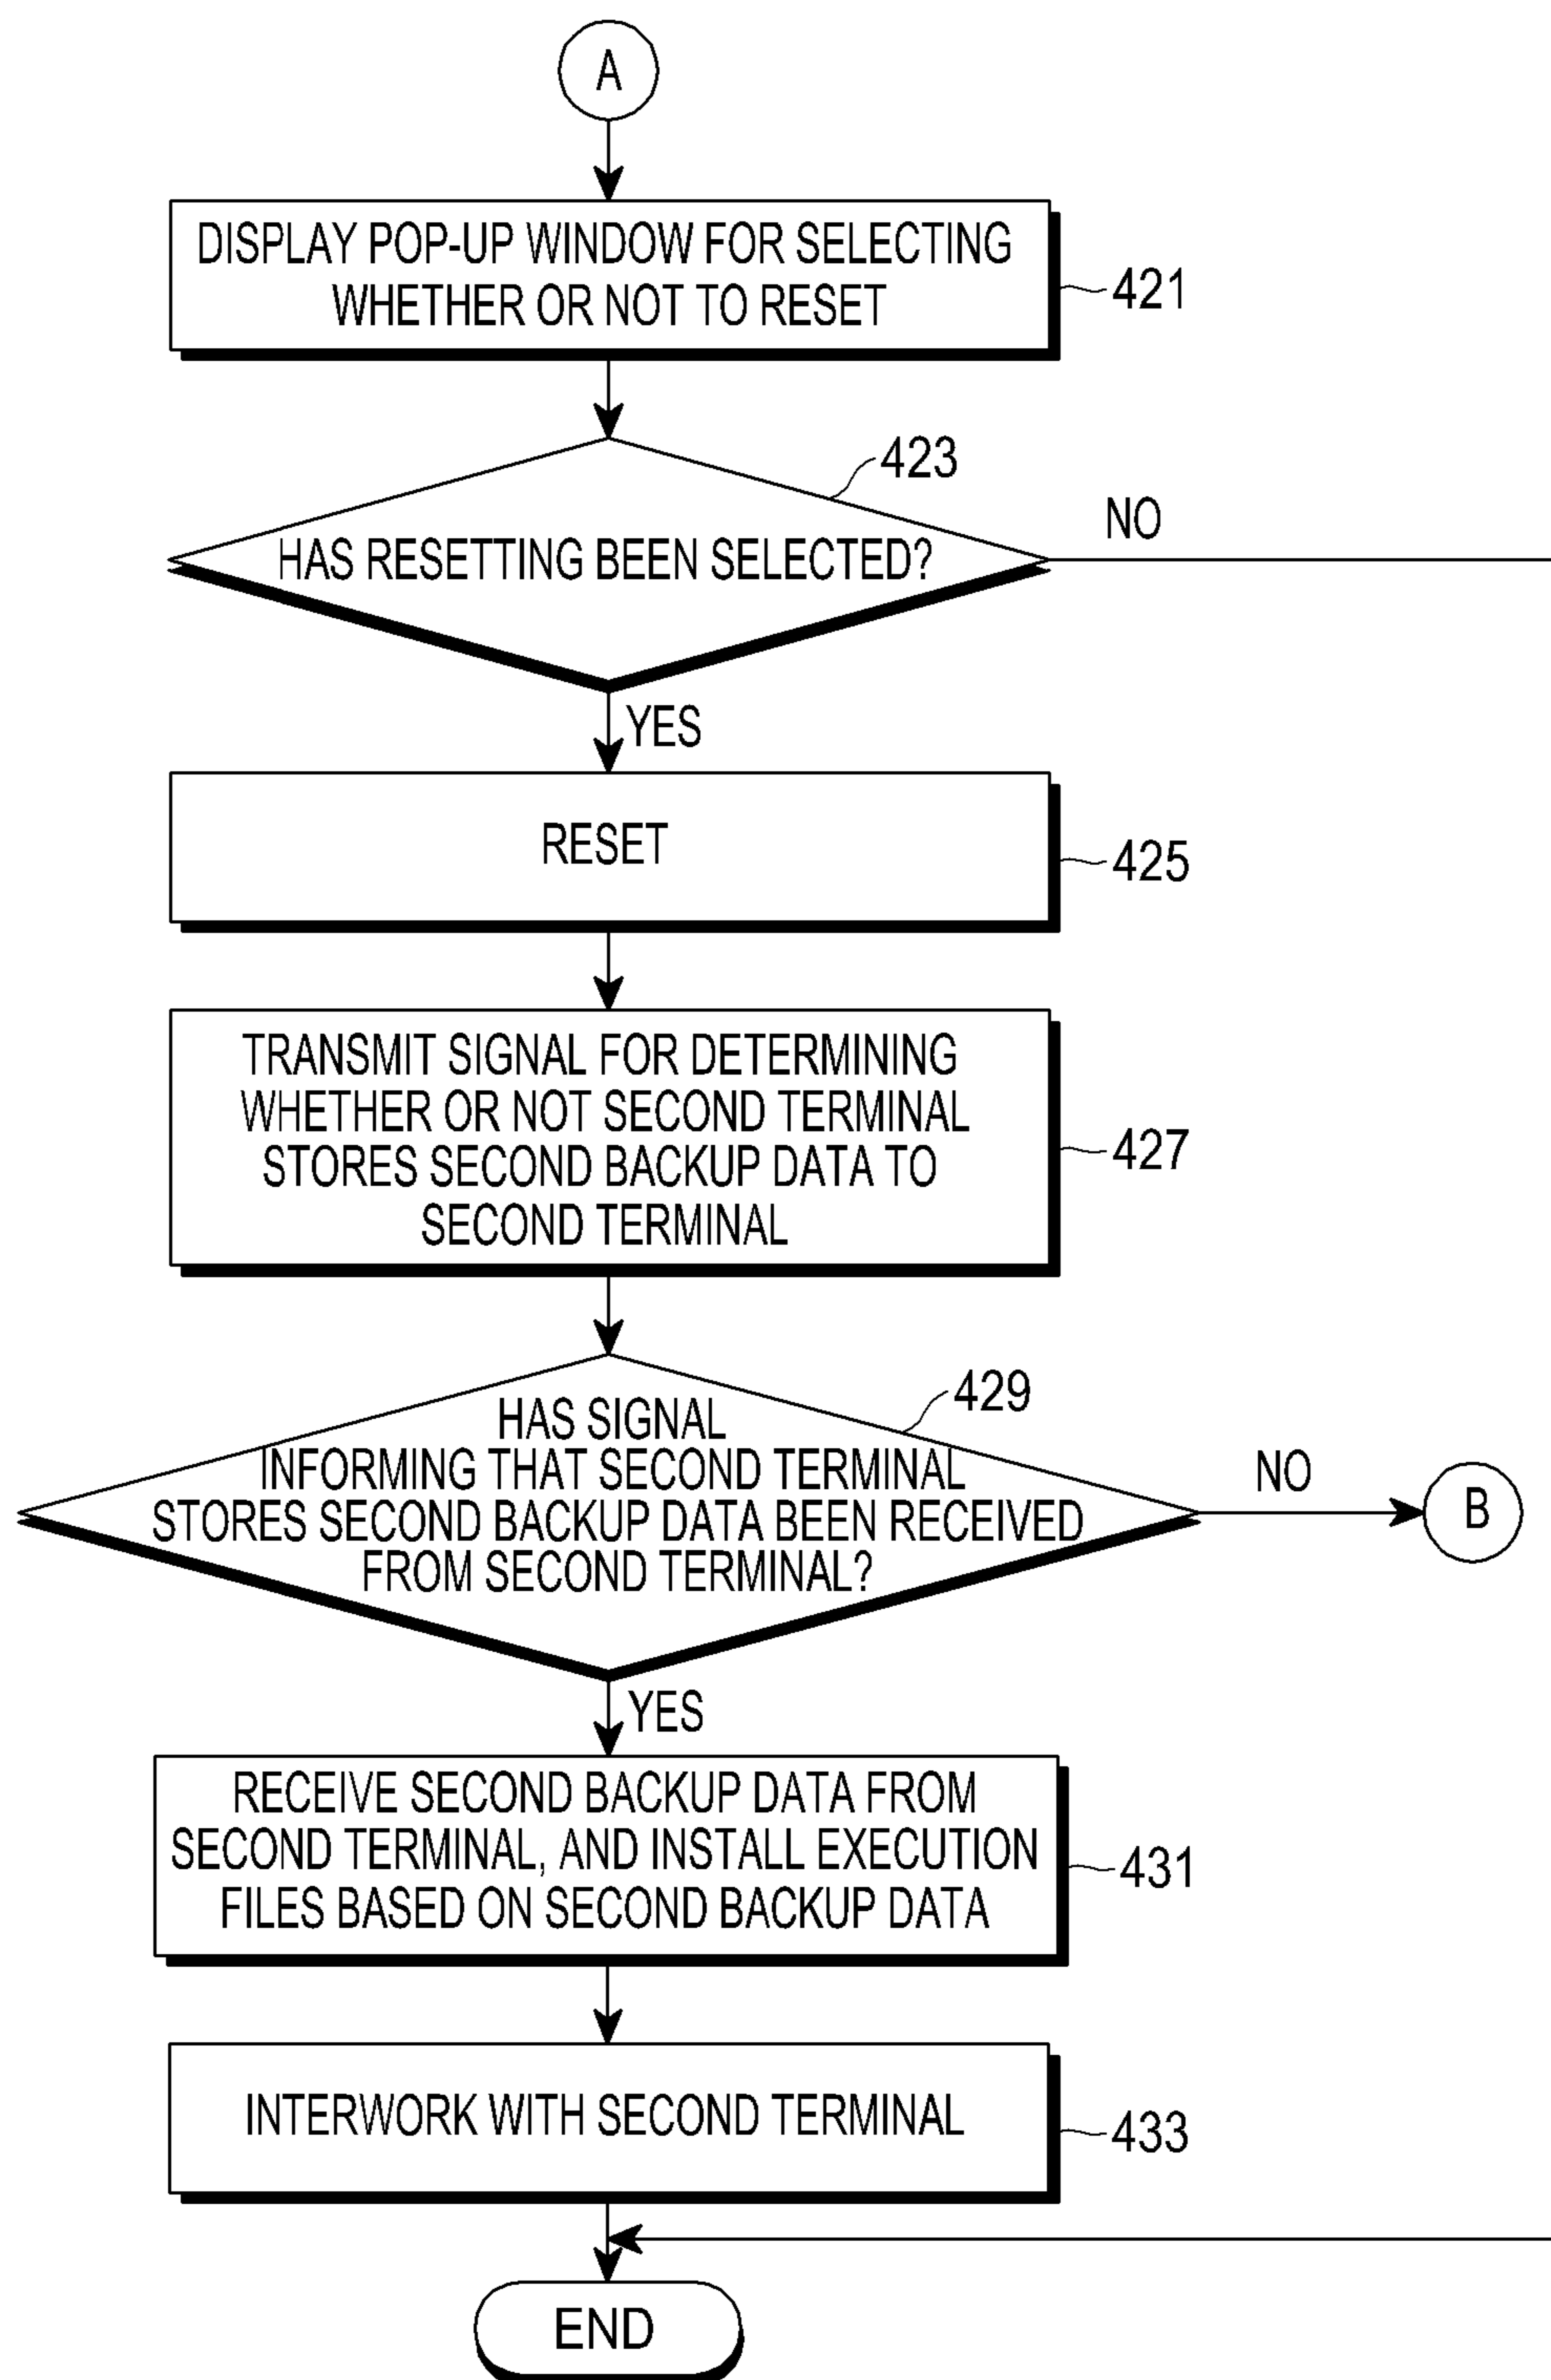 A
DISPLAY POP-UP WINDOW FOR SELECTING
WHETHER OR NOT TO RESET
421
423
HAS RESETTING BEEN SELECTED?
NO
YES
RESET
425
TRANSMIT SIGNAL FOR DETERMINING
WHETHER OR NOT SECOND TERMINAL
STORES SECOND BACKUP DATA TO
SECOND TERMINAL
427
429
HAS SIGNAL
INFORMING THAT SECOND TERMINAL
STORES SECOND BACKUP DATA BEEN RECEIVED
FROM SECOND TERMINAL?
NO
B
YES
RECEIVE SECOND BACKUP DATA FROM
SECOND TERMINAL, AND INSTALL EXECUTION
FILES BASED ON SECOND BACKUP DATA
431
INTERWORK WITH SECOND TERMINAL
433
END